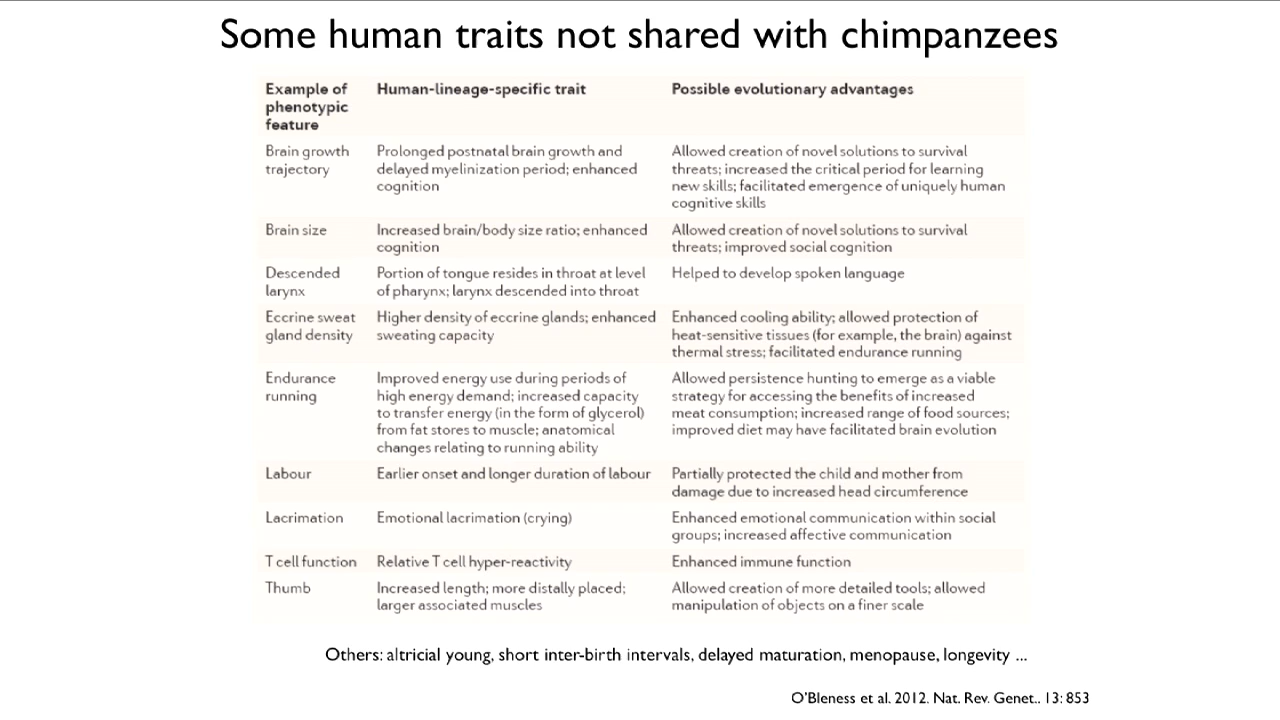 Some human traits not shared with chimpanzees
Example of phenotypic feature | Human-lineage-specific trait | Possible evolutionary advantages
Brain growth trajectory | Prolonged postnatal brain growth and delayed myelinization period; enhanced cognition | Allowed creation of novel solutions to survival threats; increased the critical period for learning new skills; facilitated emergence of uniquely human cognitive skills
Brain size | Increased brain/body size ratio; enhanced cognition | Allowed creation of novel solutions to survival threats; improved social cognition
Descended larynx | Portion of tongue resides in throat at level of pharynx; larynx descended into throat | Helped to develop spoken language
Eccrine sweat gland density | Higher density of eccrine glands; enhanced sweating capacity | Enhanced cooling ability; allowed protection of heat-sensitive tissues (for example, the brain) against thermal stress; facilitated endurance running
Endurance running | Improved energy use during periods of high energy demand; increased capacity to transfer energy (in the form of glycerol) from fat stores to muscle; anatomical changes relating to running ability | Allowed persistence hunting to emerge as a viable strategy for accessing the benefits of increased meat consumption; increased range of food sources; improved diet may have facilitated brain evolution
Labour | Earlier onset and longer duration of labour | Partially protected the child and mother from damage due to increased head circumference
Lacrimation | Emotional lacrimation (crying) | Enhanced emotional communication within social groups; increased affective communication
T cell function | Relative T cell hyper-reactivity | Enhanced immune function
Thumb | Increased length; more distally placed; larger associated muscles | Allowed creation of more detailed tools; allowed manipulation of objects on a finer scale
Others: altricial young, short inter-birth intervals, delayed maturation, menopause, longevity ...
O'Bleness et al. 2012. Nat. Rev. Genet.. 13: 853